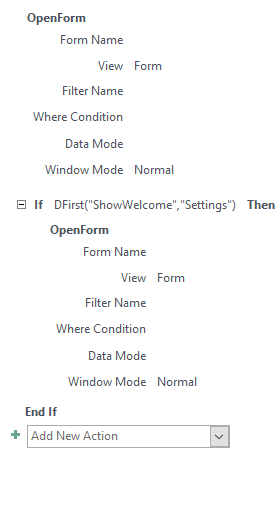 OpenForm
Form Name
View Form
Filter Name
Where Condition
Data Mode
Window Mode Normal
If DFirst("ShowWelcome","Settings") Then
OpenForm
Form Name
View Form
Filter Name
Where Condition
Data Mode
Window Mode Normal
End If
Add New Action